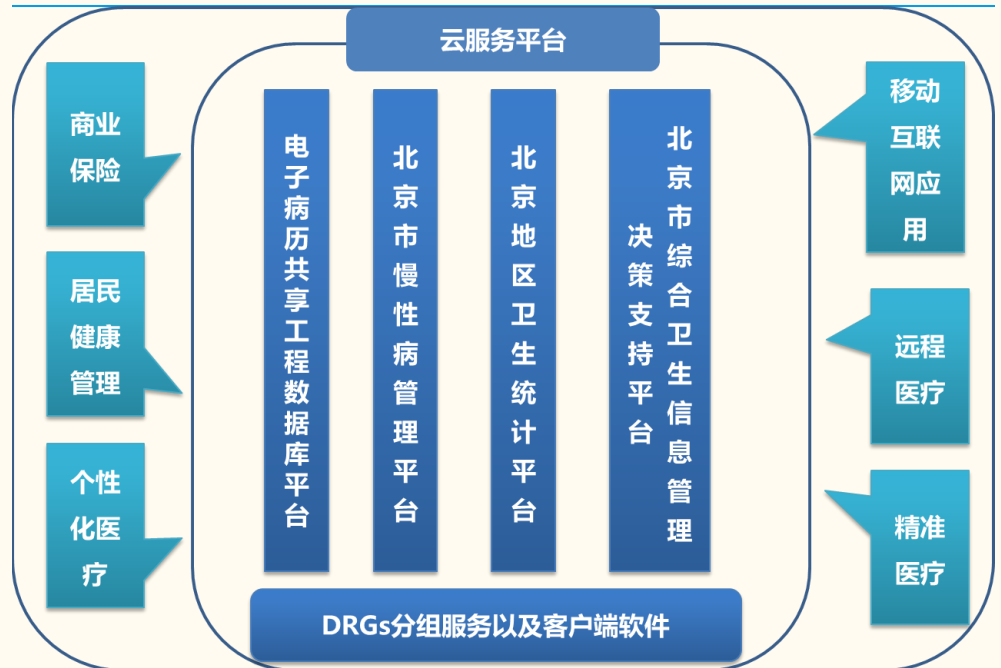 云服务平台
商业
保险
居民
健康
管理
个性
化医
疗
电子病历共享工程数据库平台
北京市慢性病管理平台
北京地区卫生统计平台
北京市综合卫生信息管理
决策支持平台
移动
互联
网应
用
远程
医疗
精准
医疗
DRGs分组服务以及客户端软件